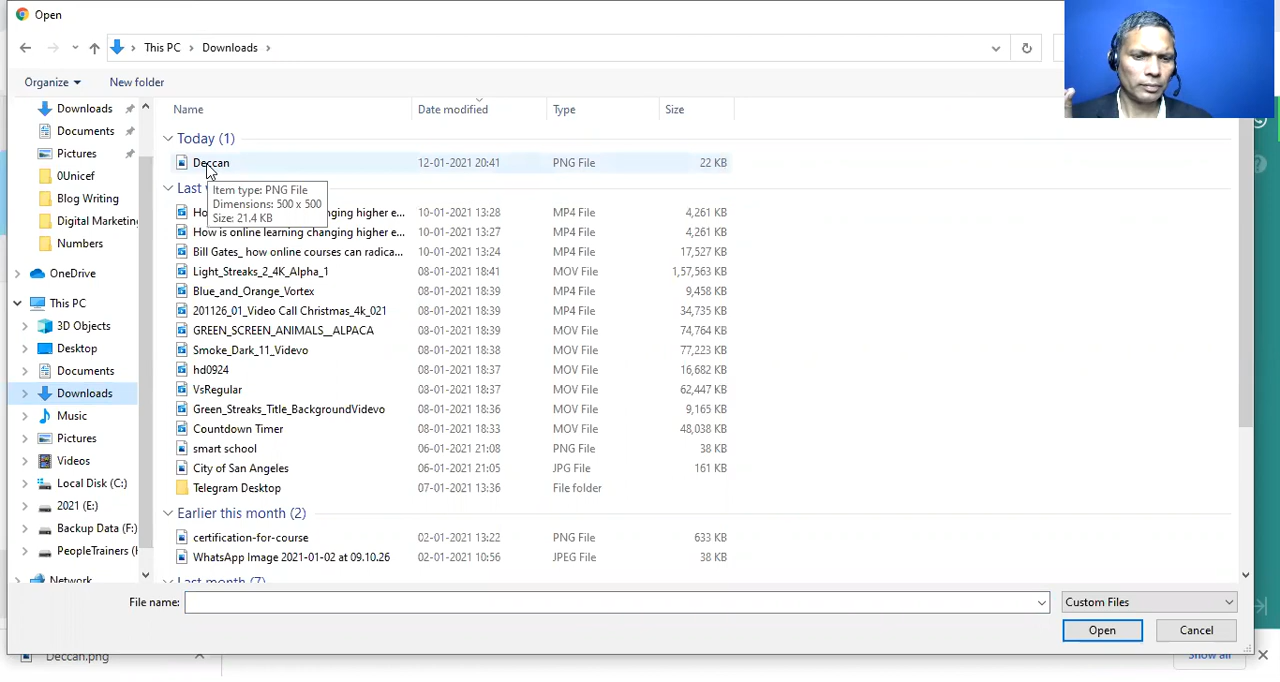 Open
This PC > Downloads >
Organize
New folder
Downloads
Documents
Pictures
0Unicef
Blog Writing
Digital Marketing
Numbers
OneDrive
This PC
3D Objects
Desktop
Documents
Downloads
Music
Pictures
Videos
Local Disk (C:)
2021 (E:)
Backup Data (F:)
PeopleTrainers (
Network
Name Date modified Type Size
Today (1)
Deccan 12-01-2021 20:41 PNG File 22 KB
Item type: PNG File
Dimensions: 500 x 500
Size: 21.4 KB
Last
Ho changing higher e... 10-01-2021 13:28 MP4 File 4,261 KB
How is online learning changing higher e... 10-01-2021 13:27 MP4 File 4,261 KB
Bill Gates_ how online courses can radica... 10-01-2021 13:24 MP4 File 17,527 KB
Light_Streaks_2_4K_Alpha_1 08-01-2021 18:41 MOV File 1,57,563 KB
Blue_and_Orange_Vortex 08-01-2021 18:39 MP4 File 9,458 KB
201126_01_Video Call Christmas_4k_021 08-01-2021 18:39 MP4 File 34,735 KB
GREEN_SCREEN_ANIMALS__ALPACA 08-01-2021 18:39 MOV File 74,764 KB
Smoke_Dark_11_Videvo 08-01-2021 18:38 MOV File 77,223 KB
hd0924 08-01-2021 18:37 MOV File 16,682 KB
VsRegular 08-01-2021 18:37 MOV File 62,447 KB
Green_Streaks_Title_BackgroundVidevo 08-01-2021 18:36 MOV File 9,165 KB
Countdown Timer 08-01-2021 18:33 MOV File 48,038 KB
smart school 06-01-2021 21:08 PNG File 38 KB
City of San Angeles 06-01-2021 21:05 JPG File 161 KB
Telegram Desktop 07-01-2021 13:36 File folder
Earlier this month (2)
certification-for-course 02-01-2021 13:22 PNG File 633 KB
WhatsApp Image 2021-01-02 at 09.10.26 02-01-2021 10:56 JPEG File 38 KB
Last month (7)
File name:
Custom Files
Open
Cancel
Deccan.png
Show all